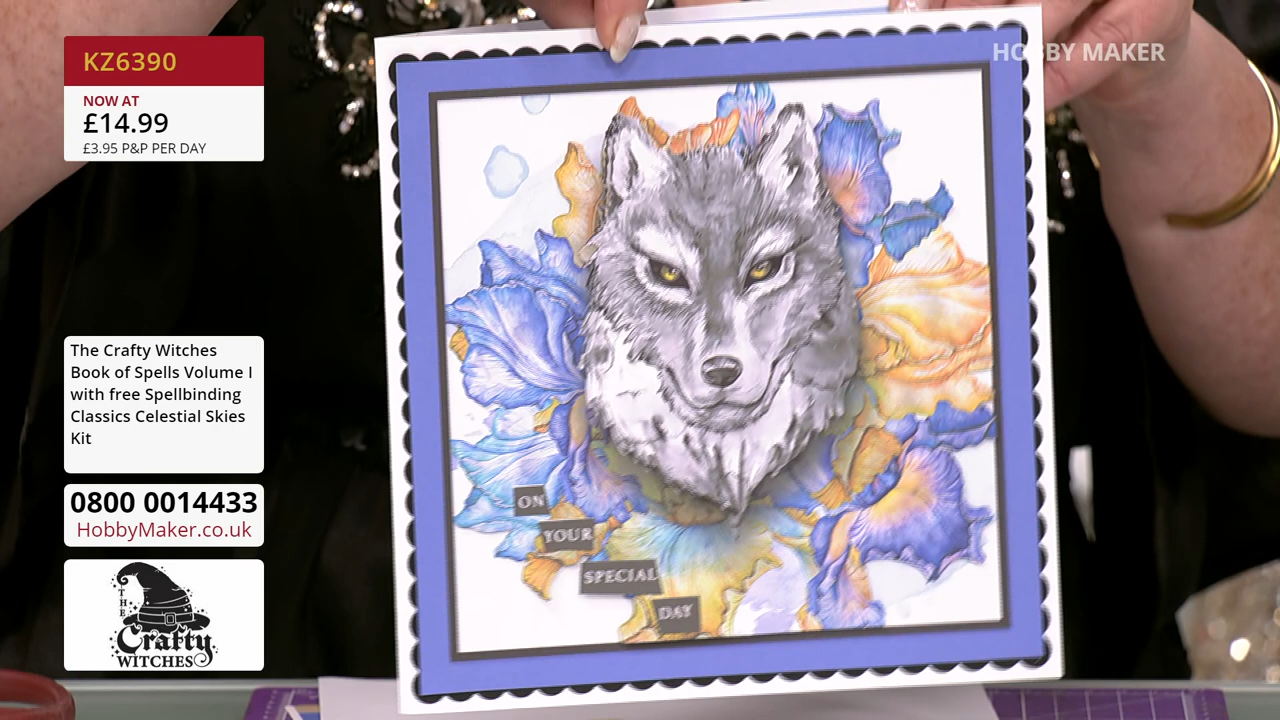 KZ6390
NOW AT
£14.99
£3.95 P&P PER DAY
The Crafty Witches
Book of Spells Volume I
with free Spellbinding
Classics Celestial Skies
Kit
0800 0014433
HobbyMaker.co.uk
THE
Crafty
WITCHES
HOBBY MAKER
ON
YOUR
SPECIAL
DAY